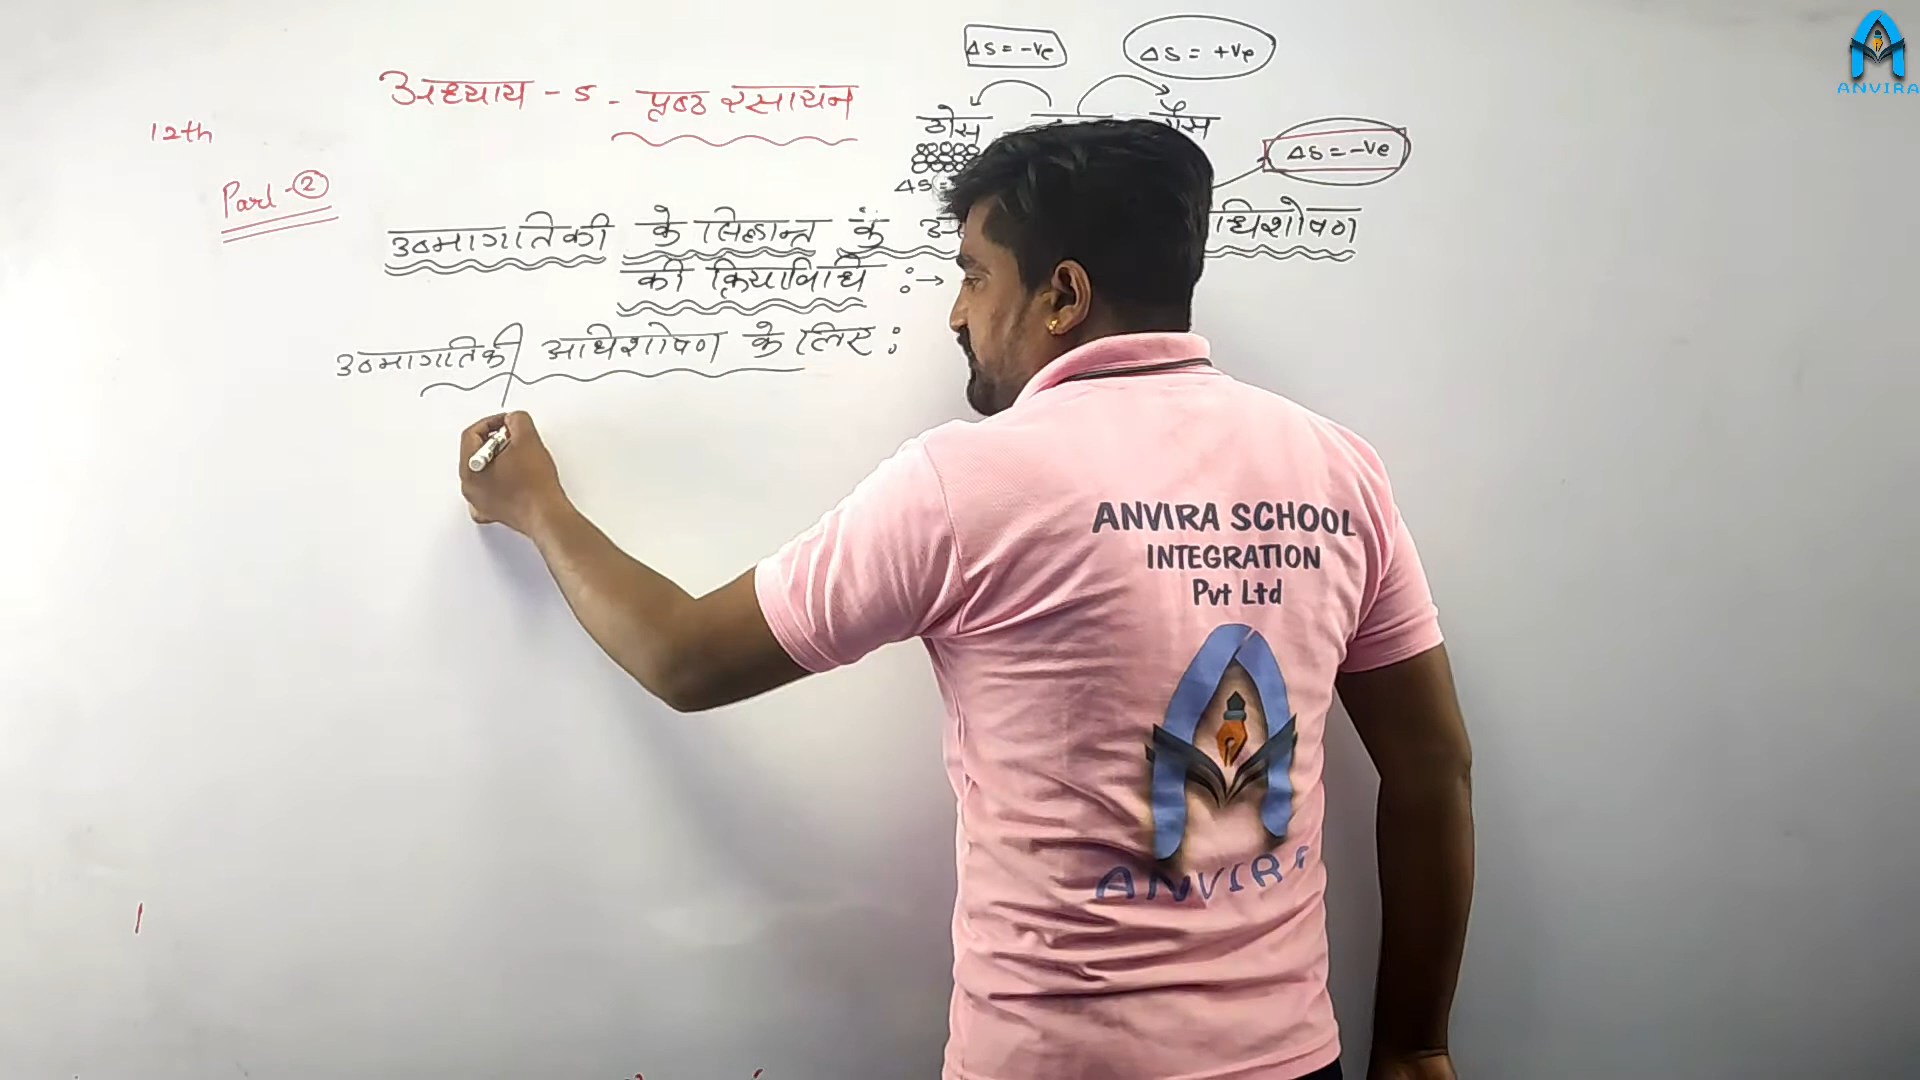 ΔS = -ve
ΔS = +ve
ANVIRA
अध्याय - 5 - पृष्ठ रसायन
12th
ठोस
गैस
ΔS = -ve
Part - 2
ΔS =
उष्मागतिकी के सिद्धान्त के
धिशोषण
की क्रियाविधि :→
उष्मागतिकी अधिशोषण के लिए :
ANVIRA SCHOOL
INTEGRATION
Pvt Ltd
ANVIRA